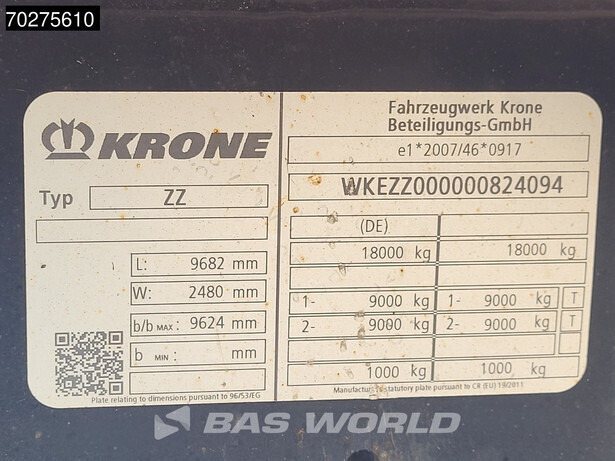 70275610
KRONE
Typ ZZ
L: 9682 mm
W: 2480 mm
b/b MAX: 9624 mm
b MIN: mm
Plate relating to dimensions pursuant to 96/53/EG
Fahrzeugwerk Krone
Beteiligungs-GmbH
e1*2007/46*0917
WKEZZ000000824094
(DE)
18000 kg 18000 kg
1- 9000 kg 1- 9000 kg T
2- 9000 kg 2- 9000 kg T
1000 kg 1000 kg
Manufacturer's statutory plate pursuant to CR (EU) 19/2011
BAS WORLD